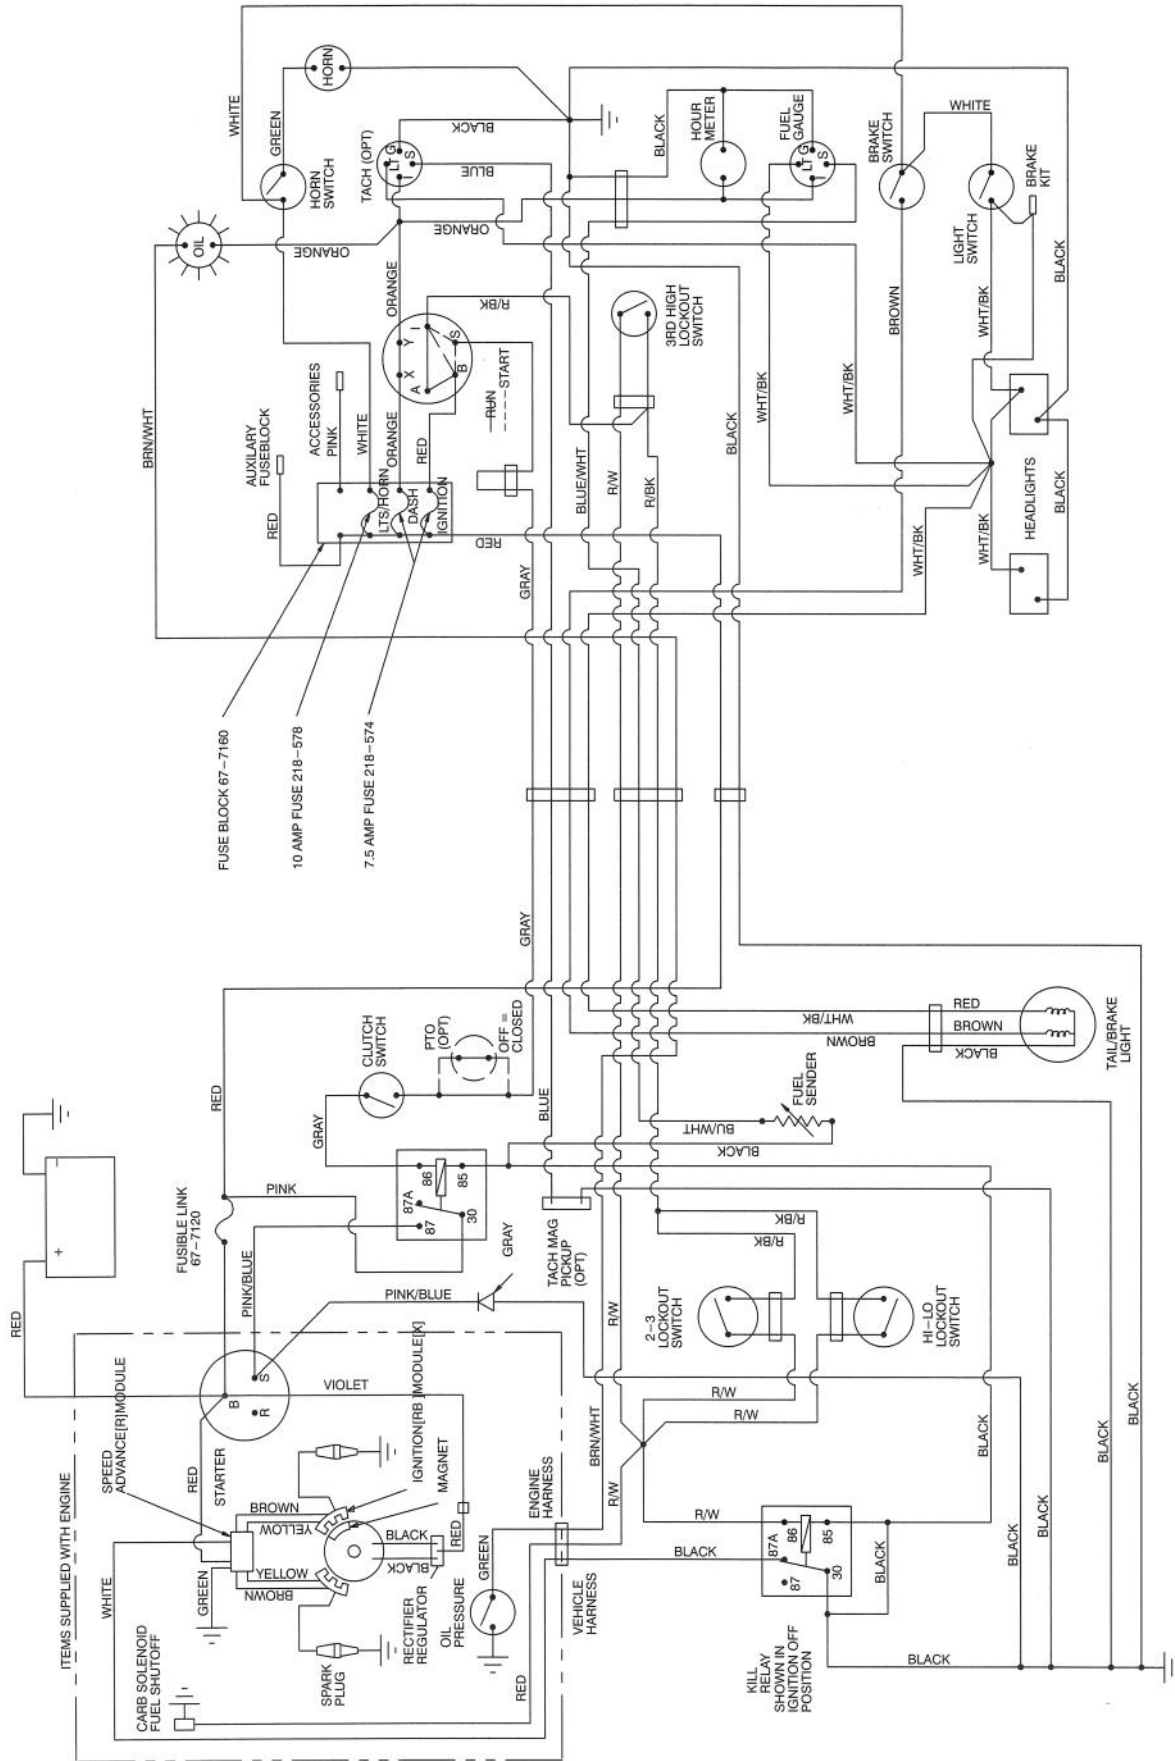 WHITE
GREEN
HORN
HORN
SWITCH
OIL
ORANGE
BRN/WHT
TACH (OPT)
G
LT
S
I
BLACK
BLUE
ORANGE
ORANGE
BLACK
HOUR
METER
FUEL
GAUGE
G
LT
S
I
BRAKE
SWITCH
WHITE
BRAKE
KIT
LIGHT
SWITCH
BLACK
WHT/BK
BROWN
AUXILARY
FUSEBLOCK
ACCESSORIES
PINK
WHITE
ORANGE
RED
RED
LTS/HORN
DASH
IGNITION
RED
X
Y
A
I
B
S
R/BK
RUN
START
3RD HIGH
LOCKOUT
SWITCH
BLUE/WHT
R/W
R/BK
BLACK
WHT/BK
WHT/BK
WHT/BK
WHT/BK
HEADLIGHTS
BLACK
GRAY
FUSE BLOCK 67-7160
10 AMP FUSE 218-578
7.5 AMP FUSE 218-574
GRAY
RED
RED
+
-
FUSIBLE LINK
67-7120
PINK
PINK/BLUE
PINK/BLUE
GRAY
CLUTCH
SWITCH
PTO
(OPT)
OFF =
CLOSED
GRAY
87A
86
87
85
30
BLUE
TACH MAG
PICKUP
(OPT)
BU/WHT
BLACK
FUEL
SENDER
WHT/BK
BROWN
RED
BROWN
BLACK
TAIL/BRAKE
LIGHT
R/BK
R/BK
2-3
LOCKOUT
SWITCH
HI-LO
LOCKOUT
SWITCH
R/W
R/W
R/W
BRN/WHT
R/W
R/W
BLACK
BLACK
BLACK
BLACK
BLACK
ITEMS SUPPLIED WITH ENGINE
SPEED
ADVANCE[R]MODULE
RED
STARTER
B
S
R
VIOLET
IGNITION[RB ]MODULE[X]
MAGNET
BROWN
YELLOW
YELLOW
BROWN
BLACK
BLACK
RED
GREEN
WHITE
CARB SOLENOID
FUEL SHUTOFF
SPARK
PLUG
RECTIFIER
REGULATOR
OIL
PRESSURE
GREEN
RED
ENGINE
HARNESS
VEHICLE
HARNESS
BLACK
87A
86
87
85
30
BLACK
KILL
RELAY
SHOWN IN
IGNITION OFF
POSITION
BLACK